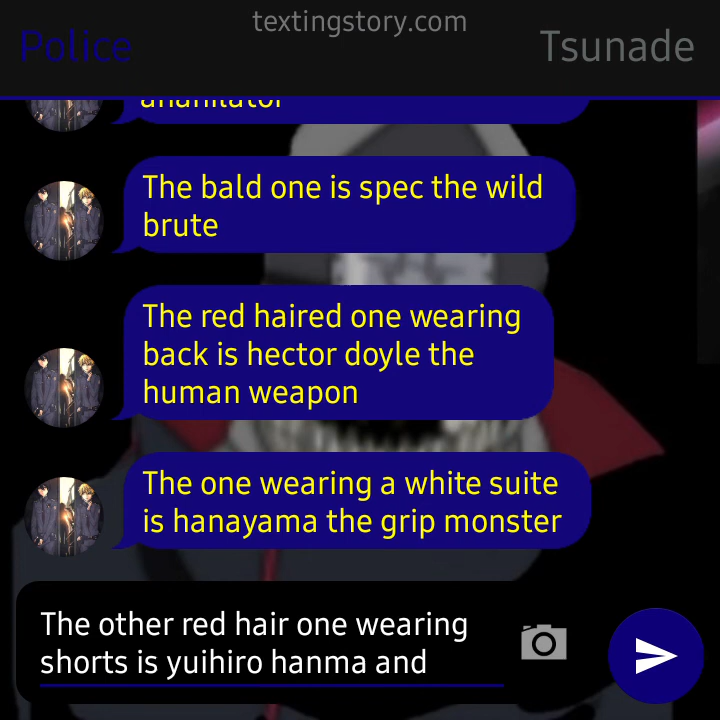 textingstory.com
Police
Tsunade
The bald one is spec the wild
brute
The red haired one wearing
back is hector doyle the
human weapon
The one wearing a white suite
is hanayama the grip monster
The other red hair one wearing
shorts is yuihiro hanma and